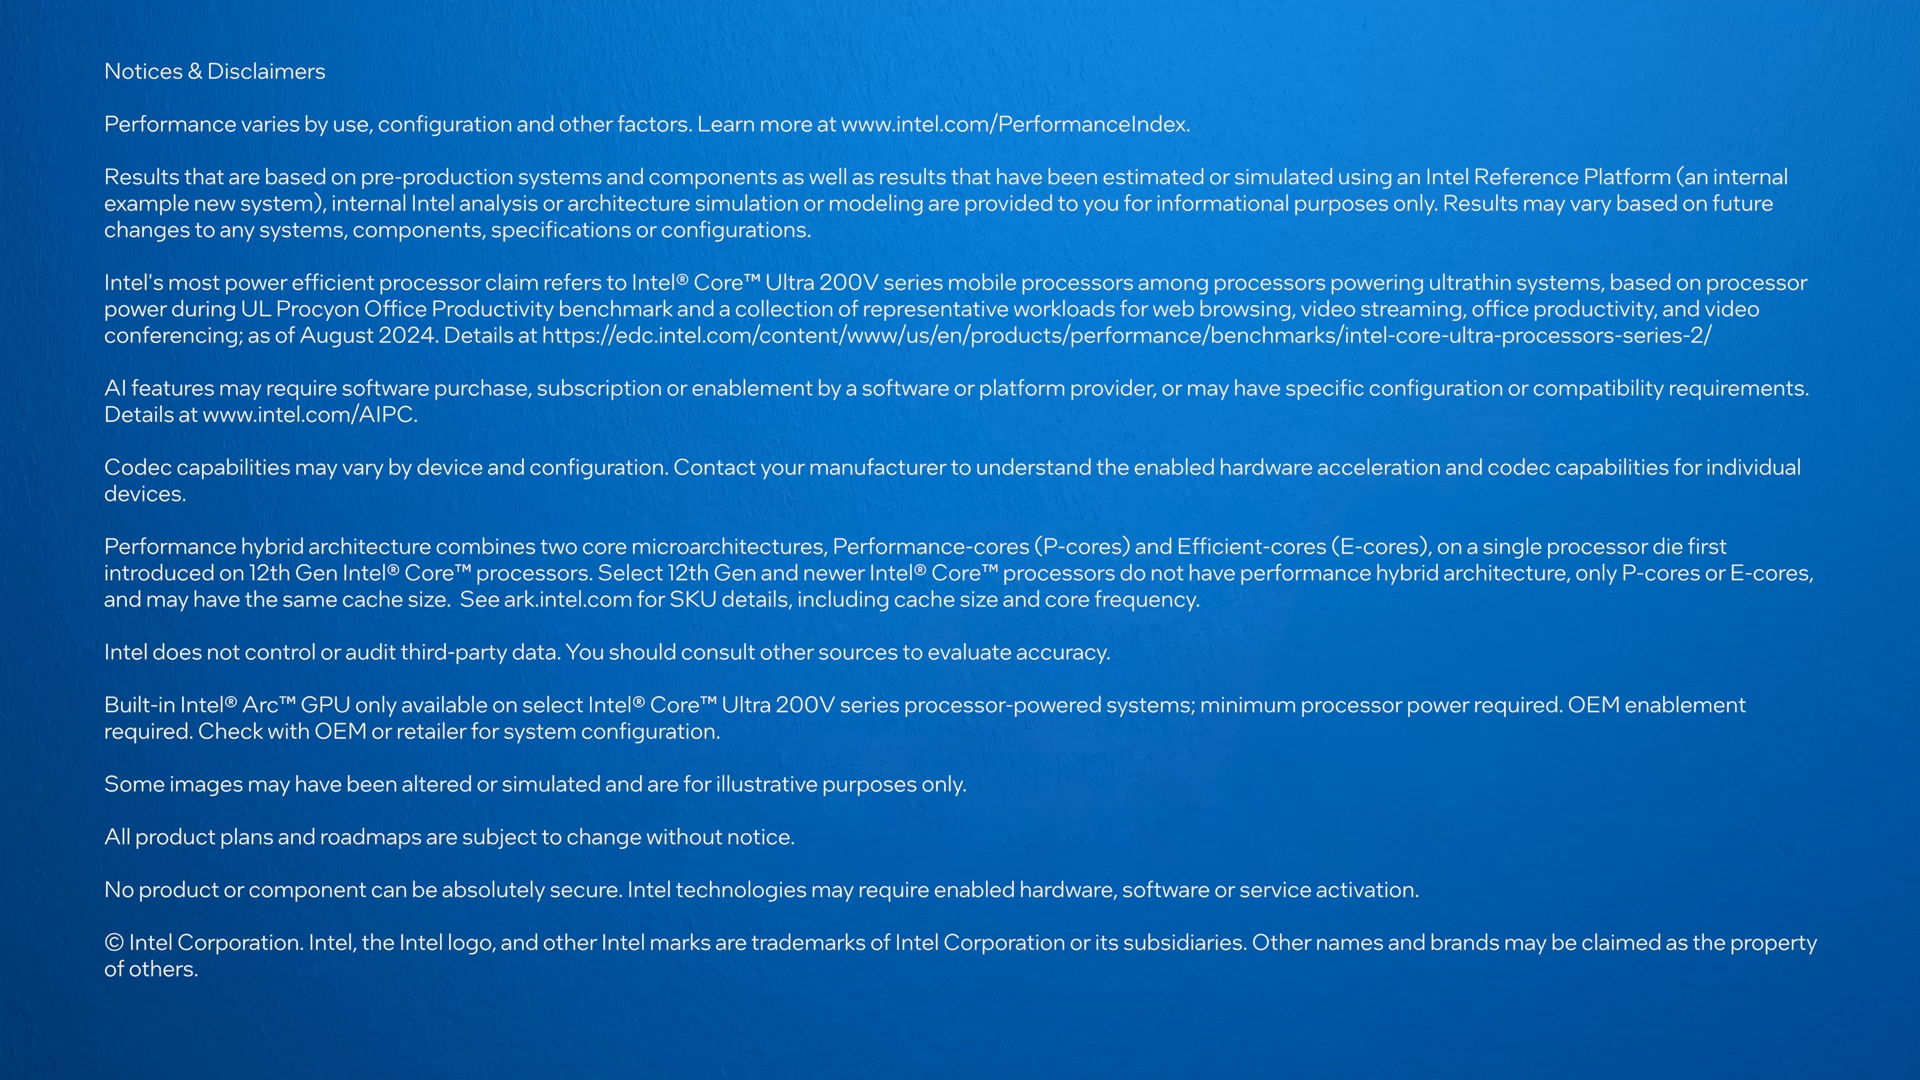 Notices & Disclaimers
Performance varies by use, configuration and other factors. Learn more at www.intel.com/PerformanceIndex.
Results that are based on pre-production systems and components as well as results that have been estimated or simulated using an Intel Reference Platform (an internal
example new system), internal Intel analysis or architecture simulation or modeling are provided to you for informational purposes only. Results may vary based on future
changes to any systems, components, specifications or configurations.
Intel's most power efficient processor claim refers to Intel® Core™ Ultra 200V series mobile processors among processors powering ultrathin systems, based on processor
power during UL Procyon Office Productivity benchmark and a collection of representative workloads for web browsing, video streaming, office productivity, and video
conferencing; as of August 2024. Details at https://edc.intel.com/content/www/us/en/products/performance/benchmarks/intel-core-ultra-processors-series-2/
AI features may require software purchase, subscription or enablement by a software or platform provider, or may have specific configuration or compatibility requirements.
Details at www.intel.com/AIPC.
Codec capabilities may vary by device and configuration. Contact your manufacturer to understand the enabled hardware acceleration and codec capabilities for individual
devices.
Performance hybrid architecture combines two core microarchitectures, Performance-cores (P-cores) and Efficient-cores (E-cores), on a single processor die first
introduced on 12th Gen Intel® Core™ processors. Select 12th Gen and newer Intel® Core™ processors do not have performance hybrid architecture, only P-cores or E-cores,
and may have the same cache size.  See ark.intel.com for SKU details, including cache size and core frequency.
Intel does not control or audit third-party data. You should consult other sources to evaluate accuracy.
Built-in Intel® Arc™ GPU only available on select Intel® Core™ Ultra 200V series processor-powered systems; minimum processor power required. OEM enablement
required. Check with OEM or retailer for system configuration.
Some images may have been altered or simulated and are for illustrative purposes only.
All product plans and roadmaps are subject to change without notice.
No product or component can be absolutely secure. Intel technologies may require enabled hardware, software or service activation.
© Intel Corporation. Intel, the Intel logo, and other Intel marks are trademarks of Intel Corporation or its subsidiaries. Other names and brands may be claimed as the property
of others.